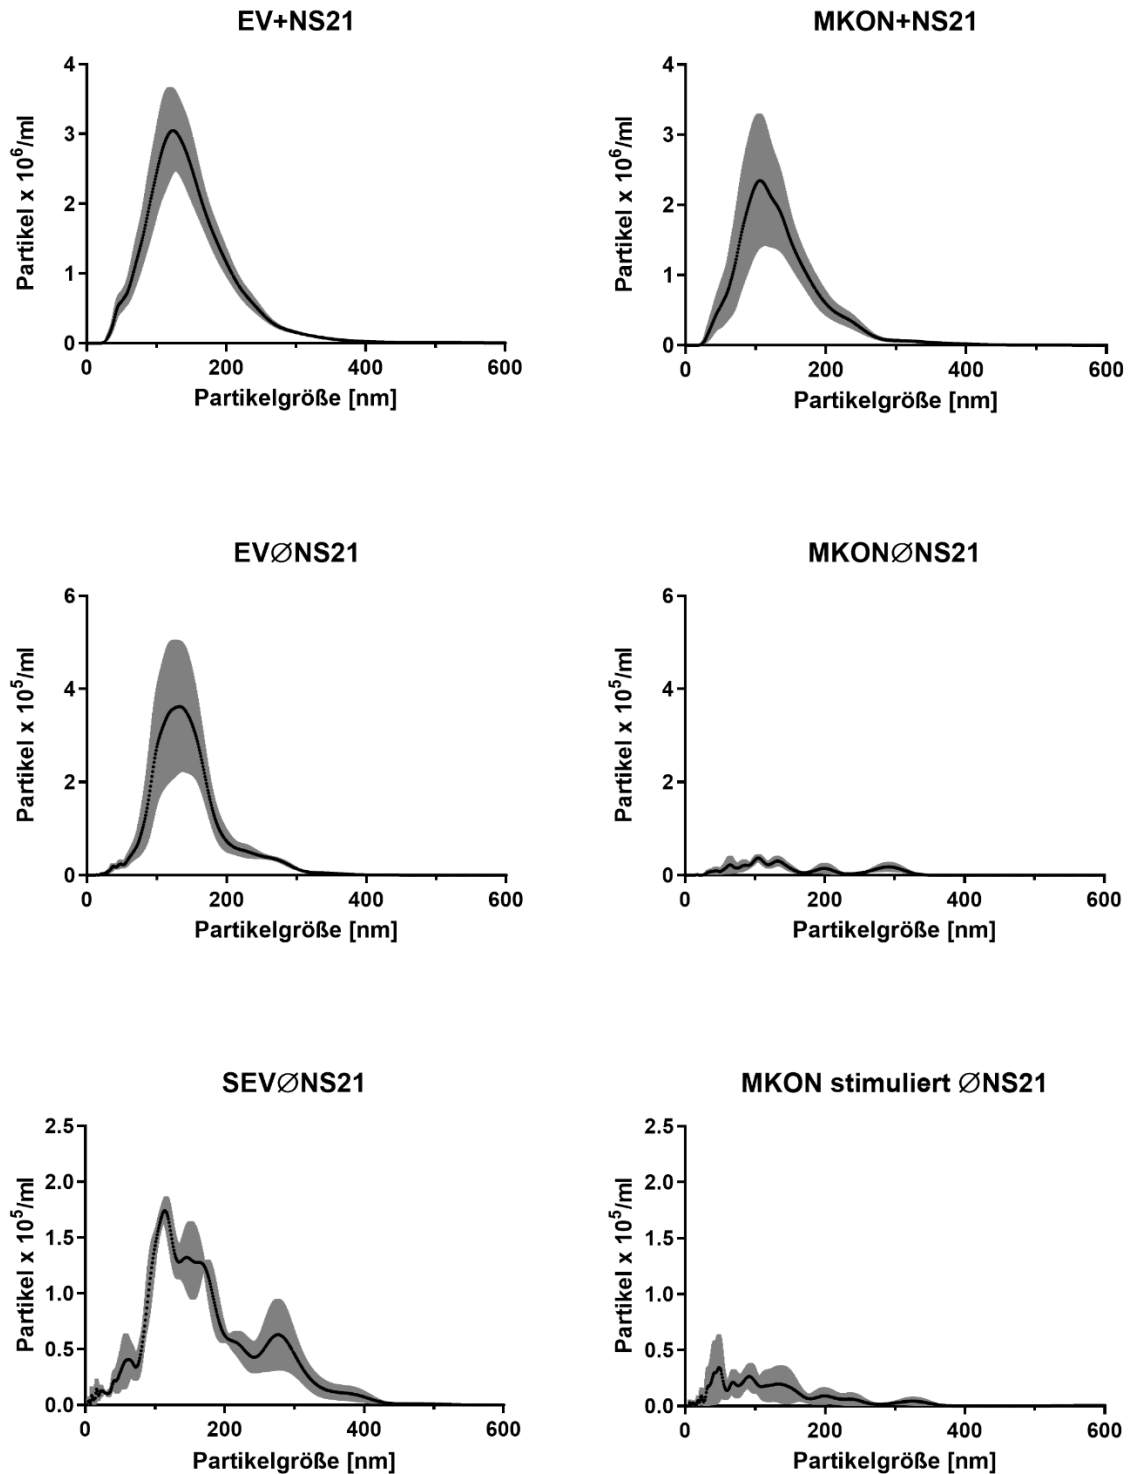 EV+NS21
Partikel x 10⁶/ml
4
3
2
1
0
0 200 400 600
Partikelgröße [nm]
MKON+NS21
Partikel x 10⁶/ml
4
3
2
1
0
0 200 400 600
Partikelgröße [nm]
EV∅NS21
Partikel x 10⁵/ml
6
4
2
0
0 200 400 600
Partikelgröße [nm]
MKON∅NS21
Partikel x 10⁵/ml
6
4
2
0
0 200 400 600
Partikelgröße [nm]
SEV∅NS21
Partikel x 10⁵/ml
2.5
2.0
1.5
1.0
0.5
0.0
0 200 400 600
Partikelgröße [nm]
MKON stimuliert ∅NS21
Partikel x 10⁵/ml
2.5
2.0
1.5
1.0
0.5
0.0
0 200 400 600
Partikelgröße [nm]